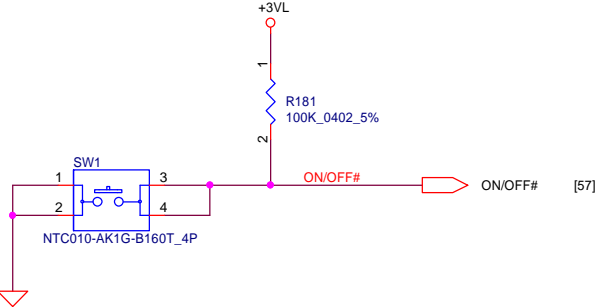 +3VL
1
R181
100K_0402_5%
2
SW1
1
3
ON/OFF#
ON/OFF#
[57]
2
4
NTC010-AK1G-B160T_4P